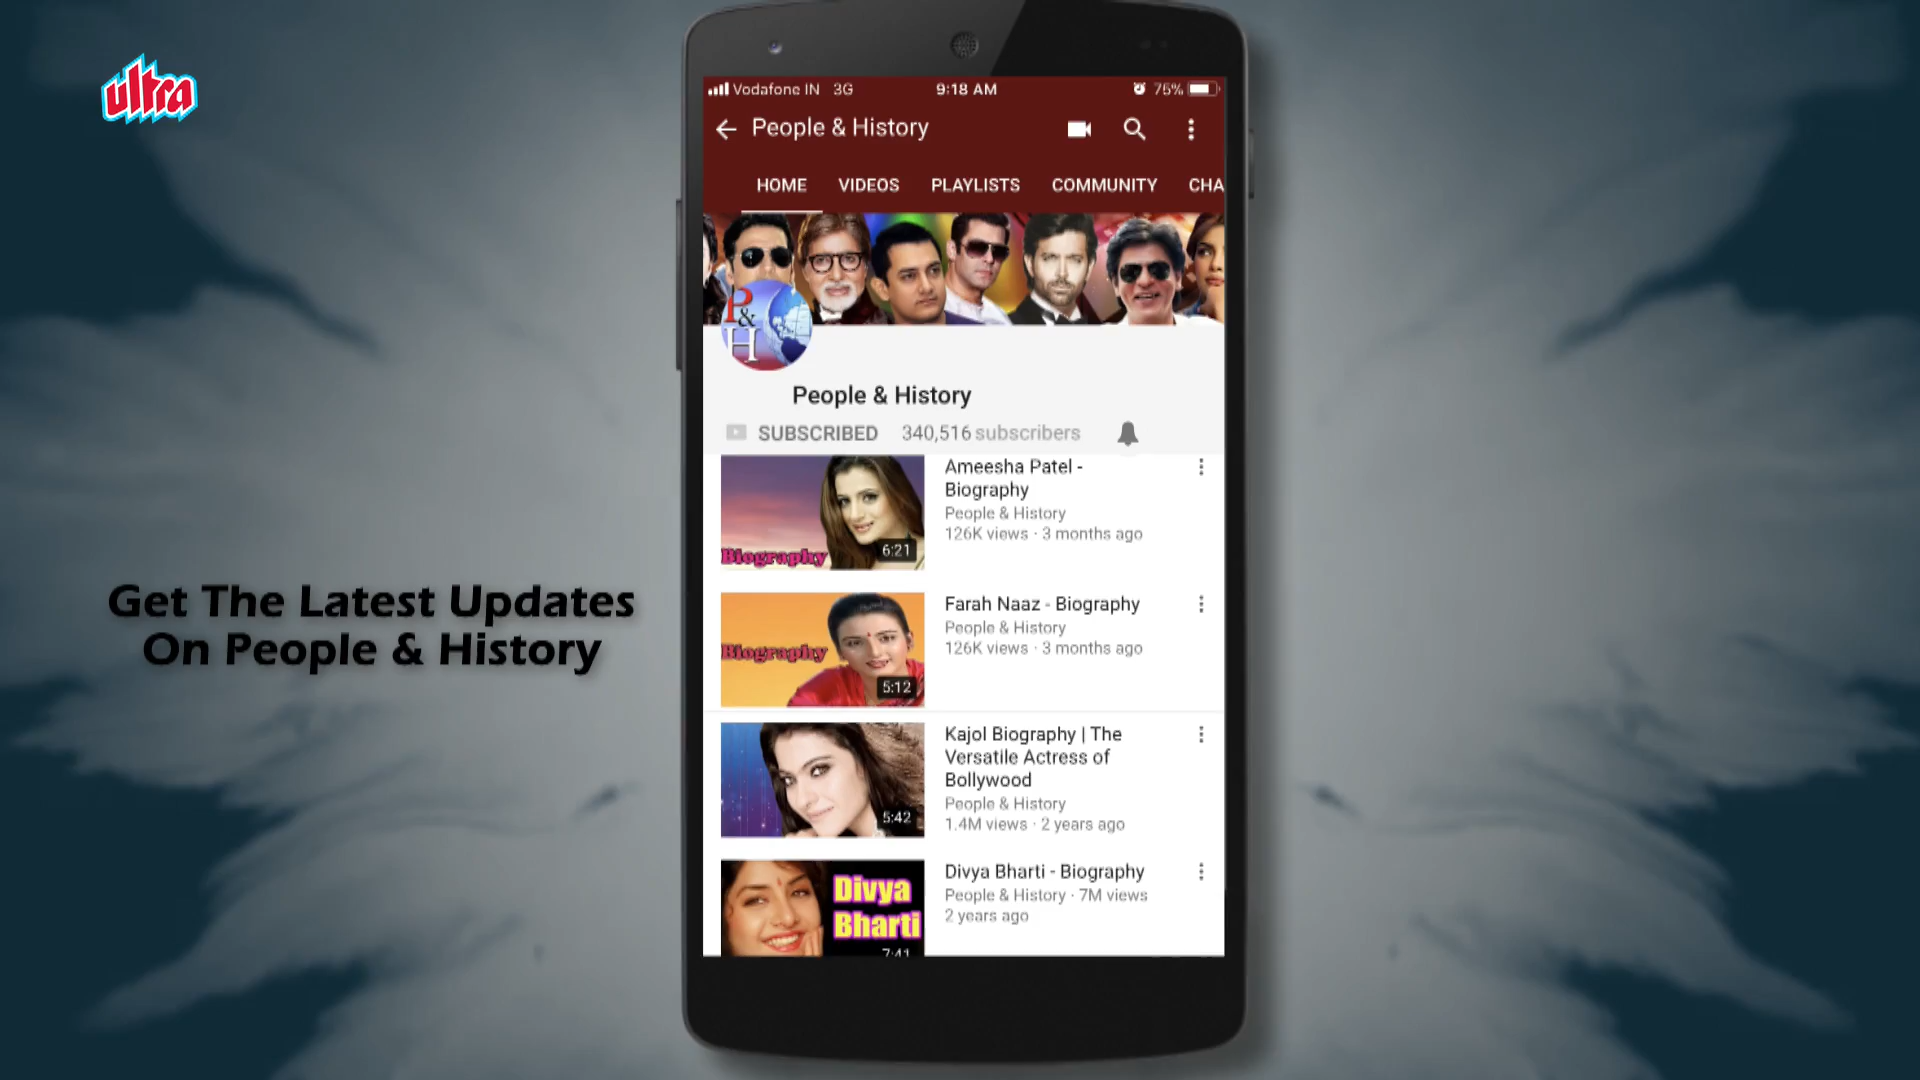 ultra
Vodafone IN 3G 9:18 AM 75%
People & History
HOME VIDEOS PLAYLISTS COMMUNITY CHA
P
&
H
People & History
SUBSCRIBED 340,516 subscribers
Ameesha Patel -
Biography
People & History
126K views · 3 months ago
Biography
6:21
Farah Naaz - Biography
People & History
126K views · 3 months ago
Biography
5:12
Kajol Biography | The
Versatile Actress of
Bollywood
People & History
1.4M views · 2 years ago
5:42
Divya Bharti - Biography
People & History · 7M views
2 years ago
Divya
Bharti
7:41
Get The Latest Updates
On People & History